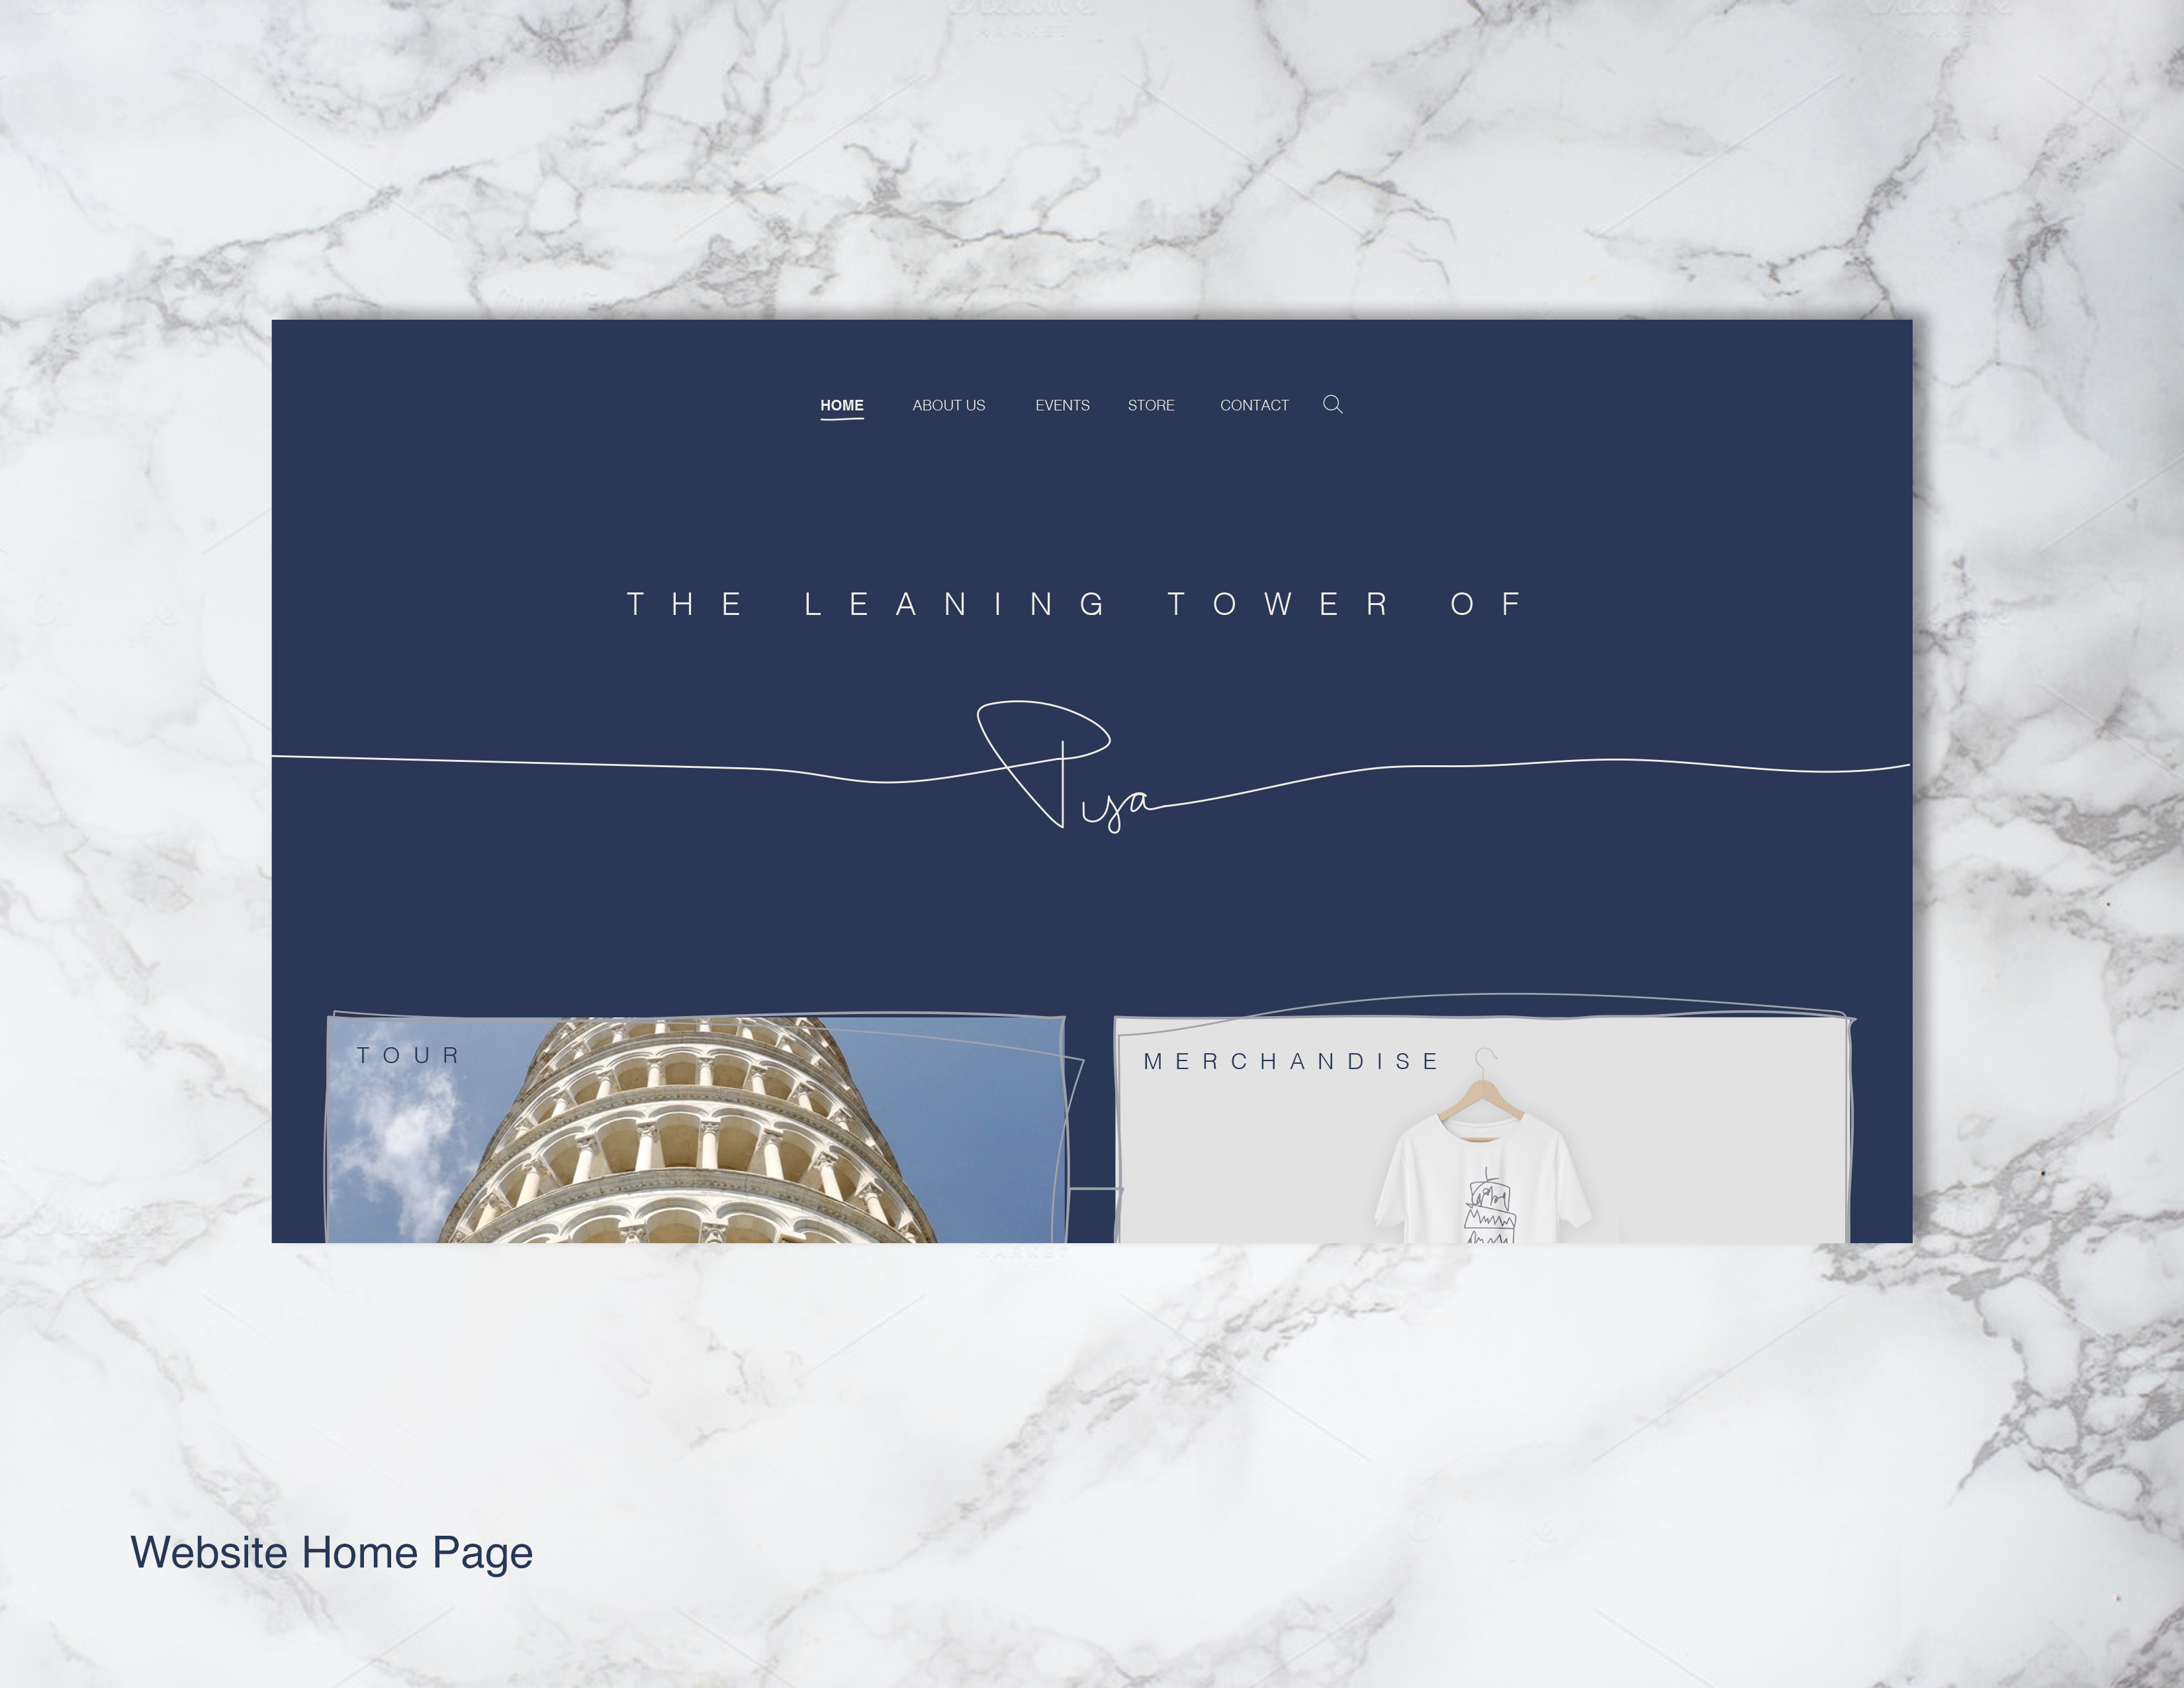 HOME ABOUT US EVENTS STORE CONTACT
THE LEANING TOWER OF
Pisa
TOUR
MERCHANDISE
Website Home Page